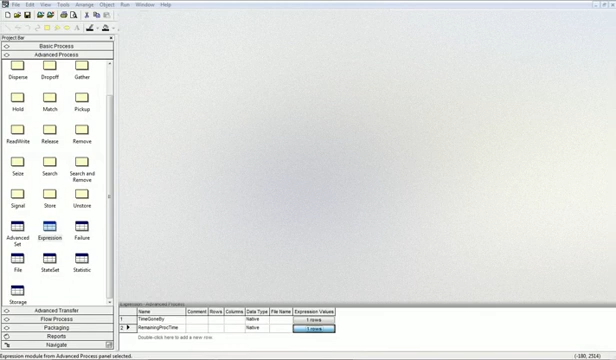 File Edit View Tools Arrange Object Run Window Help
Project Bar
Basic Process
Advanced Process
Disperse Dropoff Gather
Hold Match Pickup
ReadWrite Release Remove
Seize Search Search and Remove
Signal Store Unstore
Advanced Set Expression Failure
File StateSet Statistic
Storage
Advanced Transfer
Flow Process
Packaging
Reports
Navigate
Expression - Advanced Process
Name Comment Rows Columns Data Type File Name Expression Values
1 TimeGoneBy Native 1 rows
2 RemainingProcTime Native 1 rows
Double-click here to add a new row.
Expression module from Advanced Process panel selected.
(-180, 2514)